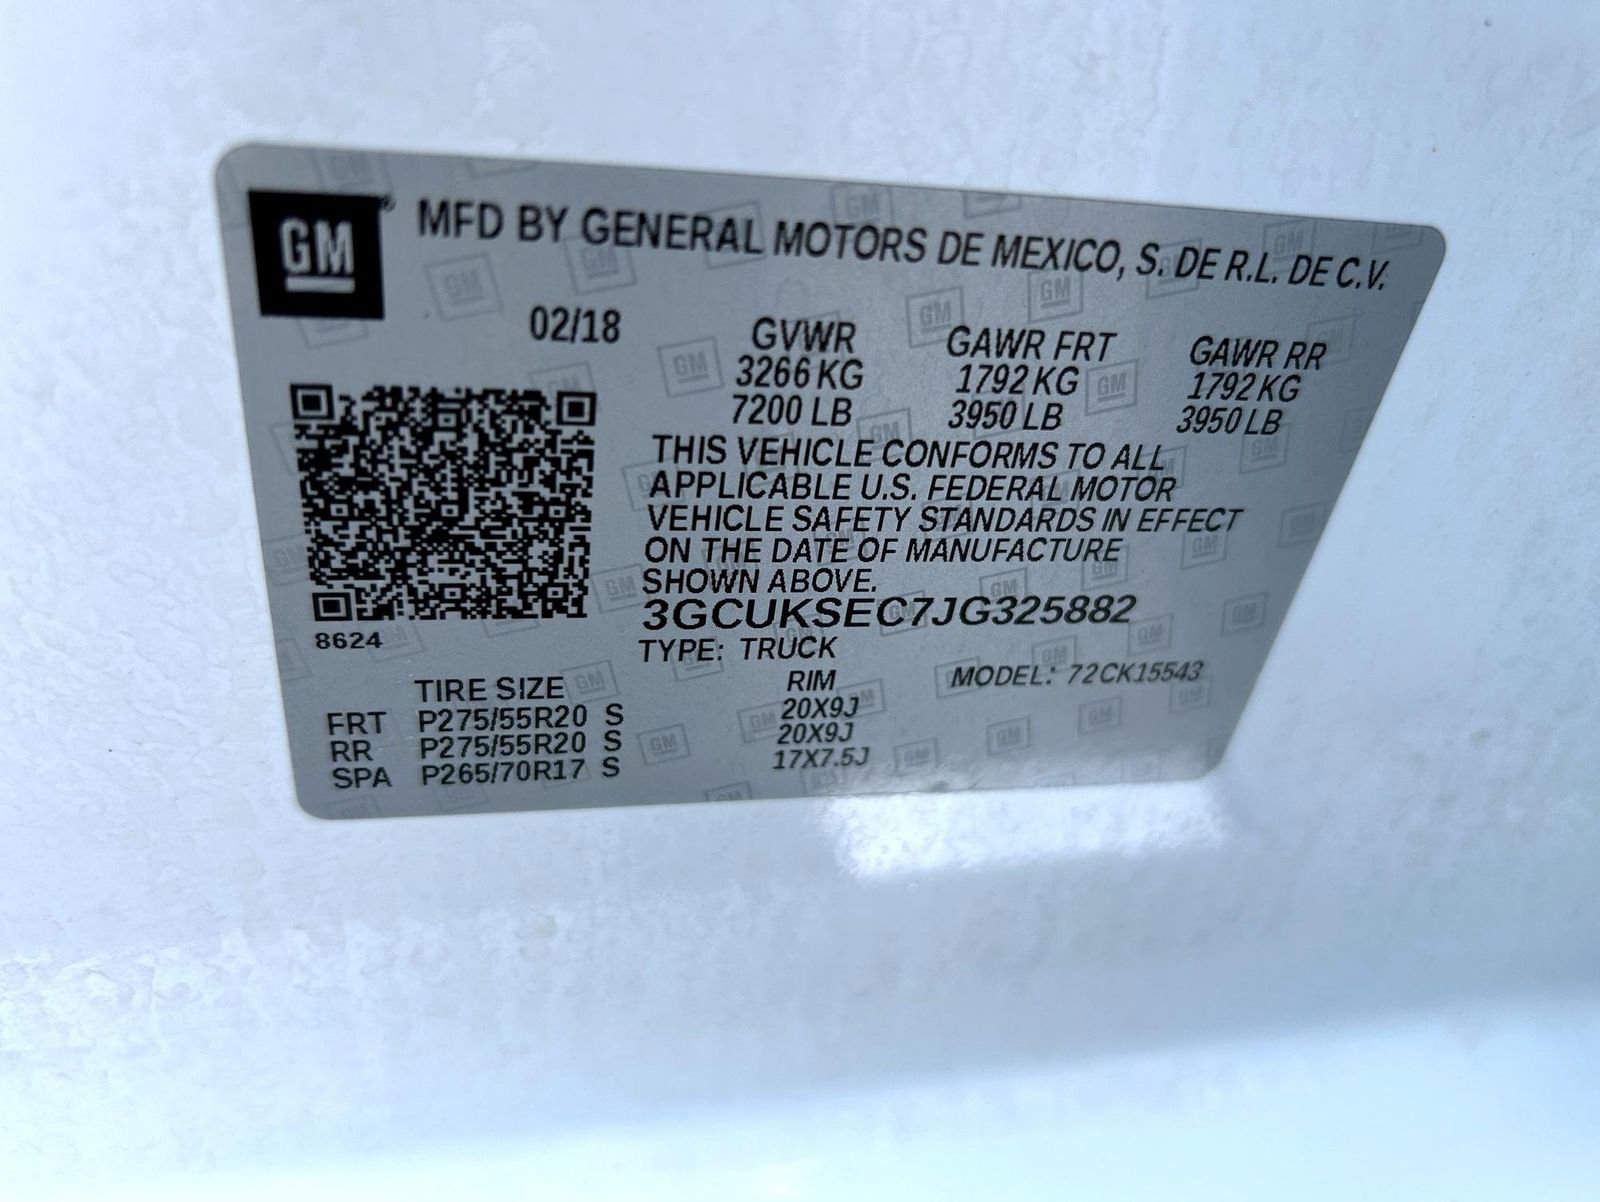 GM® MFD BY GENERAL MOTORS DE MEXICO, S. DE R.L. DE C.V.
02/18 GVWR GAWR FRT GAWR RR
3266 KG 1792 KG 1792 KG
7200 LB 3950 LB 3950 LB
THIS VEHICLE CONFORMS TO ALL
APPLICABLE U.S. FEDERAL MOTOR
VEHICLE SAFETY STANDARDS IN EFFECT
ON THE DATE OF MANUFACTURE
SHOWN ABOVE.
3GCUKSEC7JG325882
8624
TYPE: TRUCK MODEL: 72CK15543
TIRE SIZE RIM
FRT P275/55R20 S 20X9J
RR P275/55R20 S 20X9J
SPA P265/70R17 S 17X7.5J